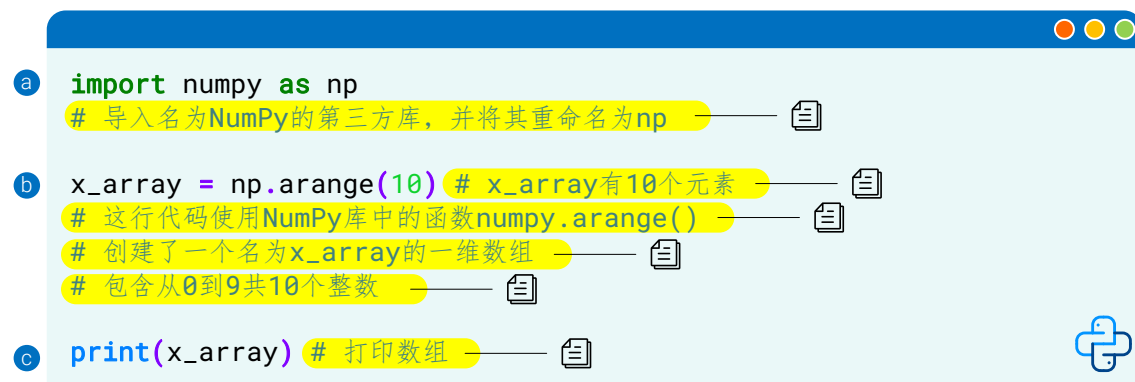 a import numpy as np
# 导入名为NumPy的第三方库，并将其重命名为np
b x_array = np.arange(10) # x_array有10个元素
# 这行代码使用NumPy库中的函数numpy.arange()
# 创建了一个名为x_array的一维数组
# 包含从0到9共10个整数
c print(x_array) # 打印数组